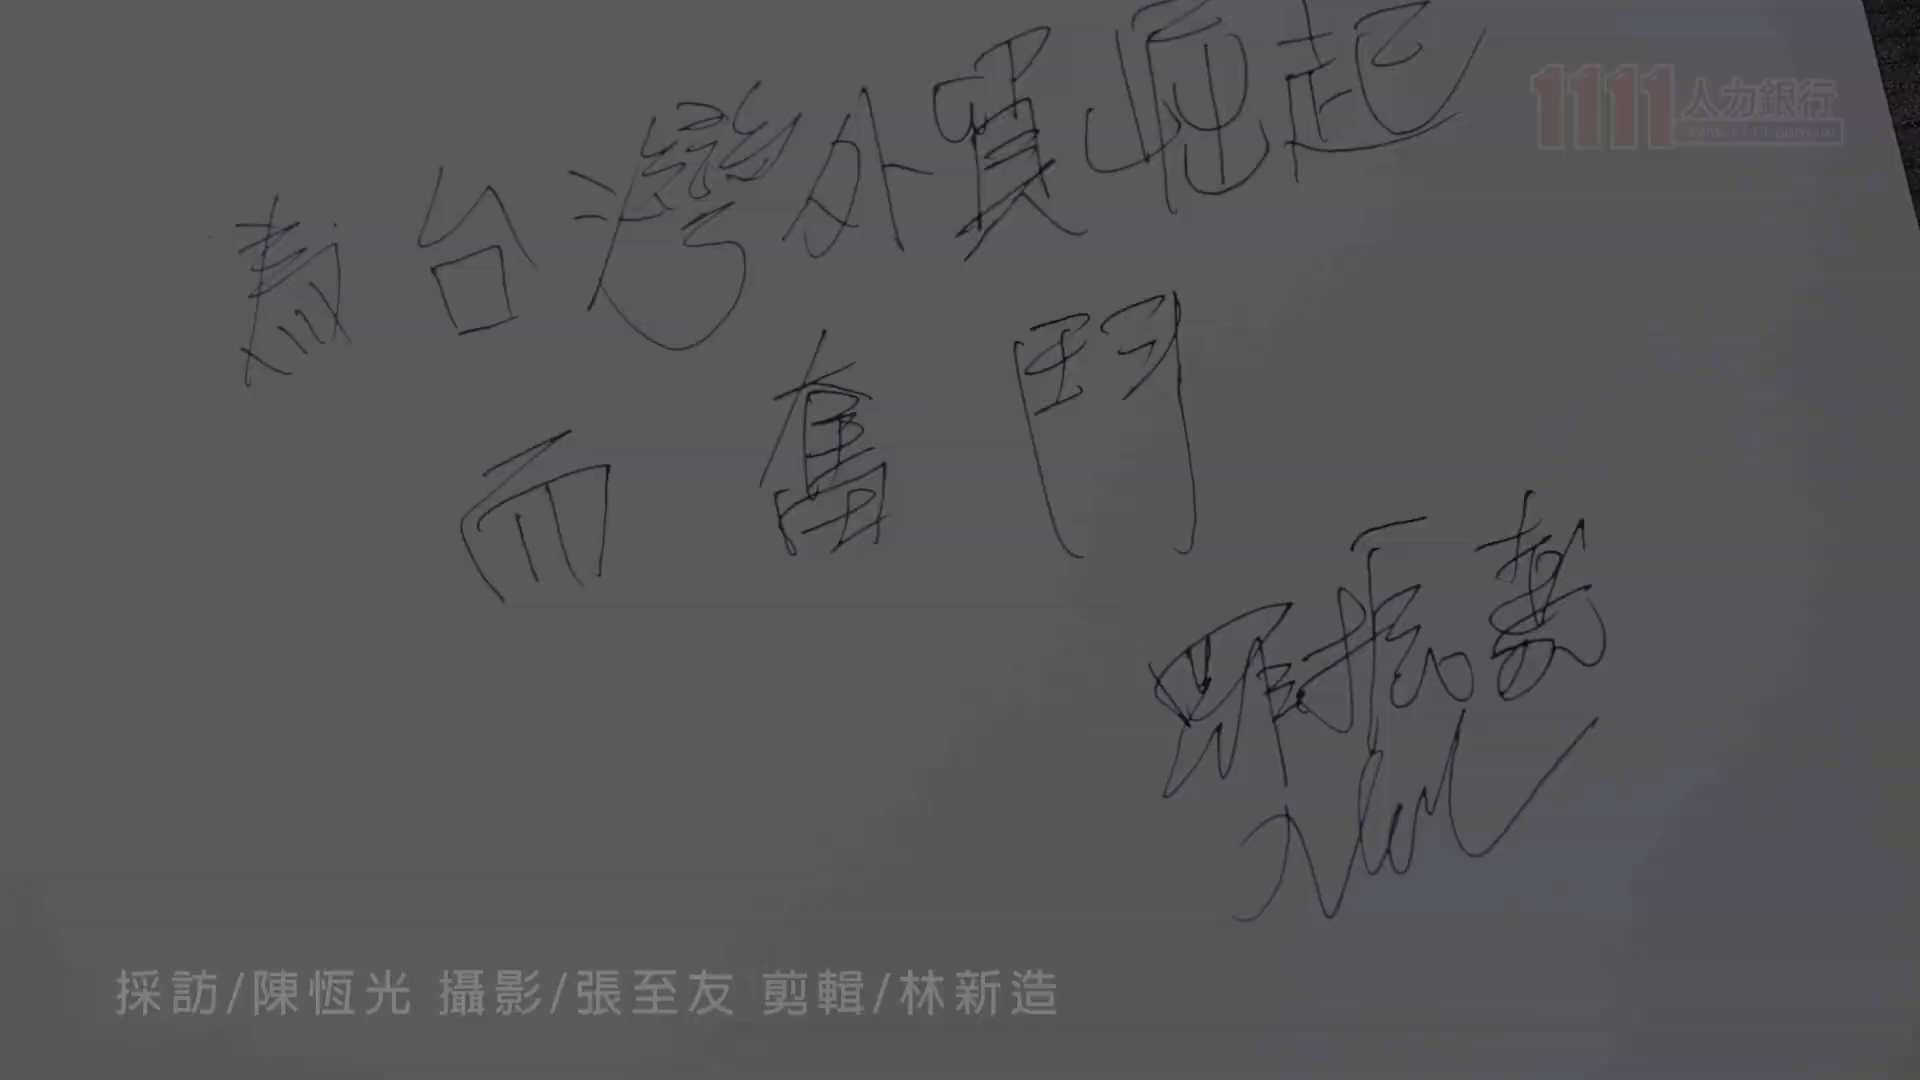 為台灣外買崛起
而奮鬥
1111人力銀行
採訪/陳恆光 攝影/張至友 剪輯/林新造